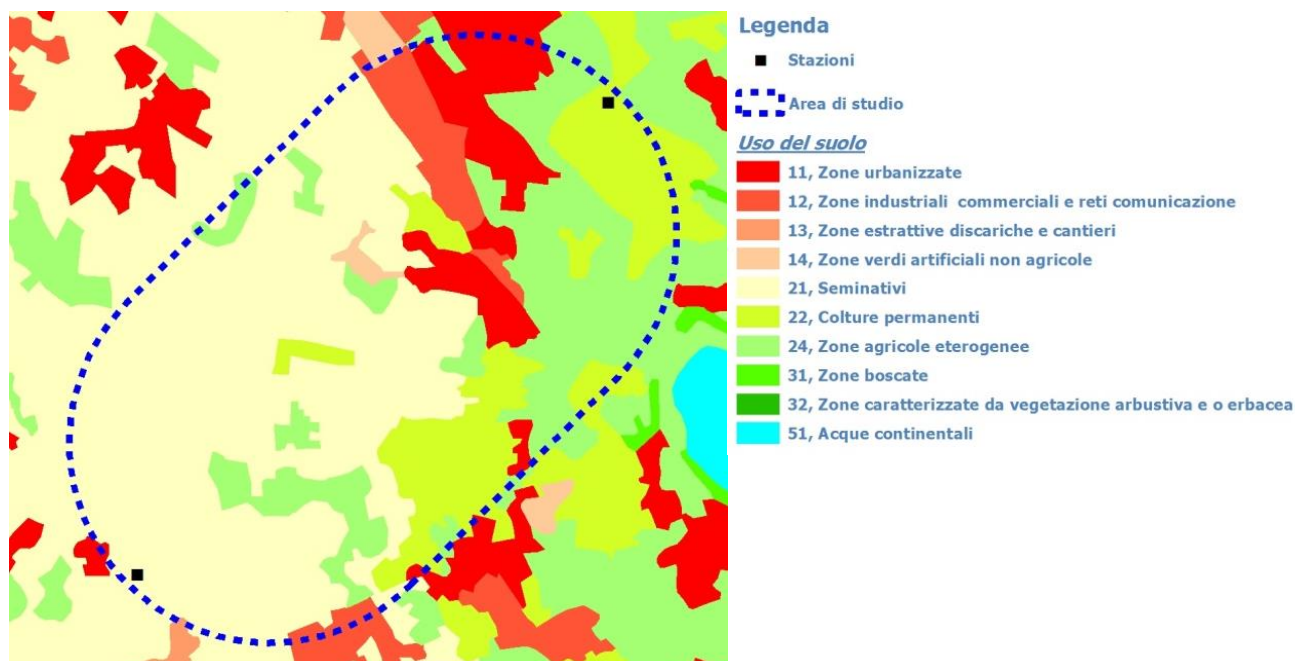 Legenda
Stazioni
Area di studio
Uso del suolo
11, Zone urbanizzate
12, Zone industriali commerciali e reti comunicazione
13, Zone estrattive discariche e cantieri
14, Zone verdi artificiali non agricole
21, Seminativi
22, Colture permanenti
24, Zone agricole eterogenee
31, Zone boscate
32, Zone caratterizzate da vegetazione arbustiva e o erbacea
51, Acque continentali